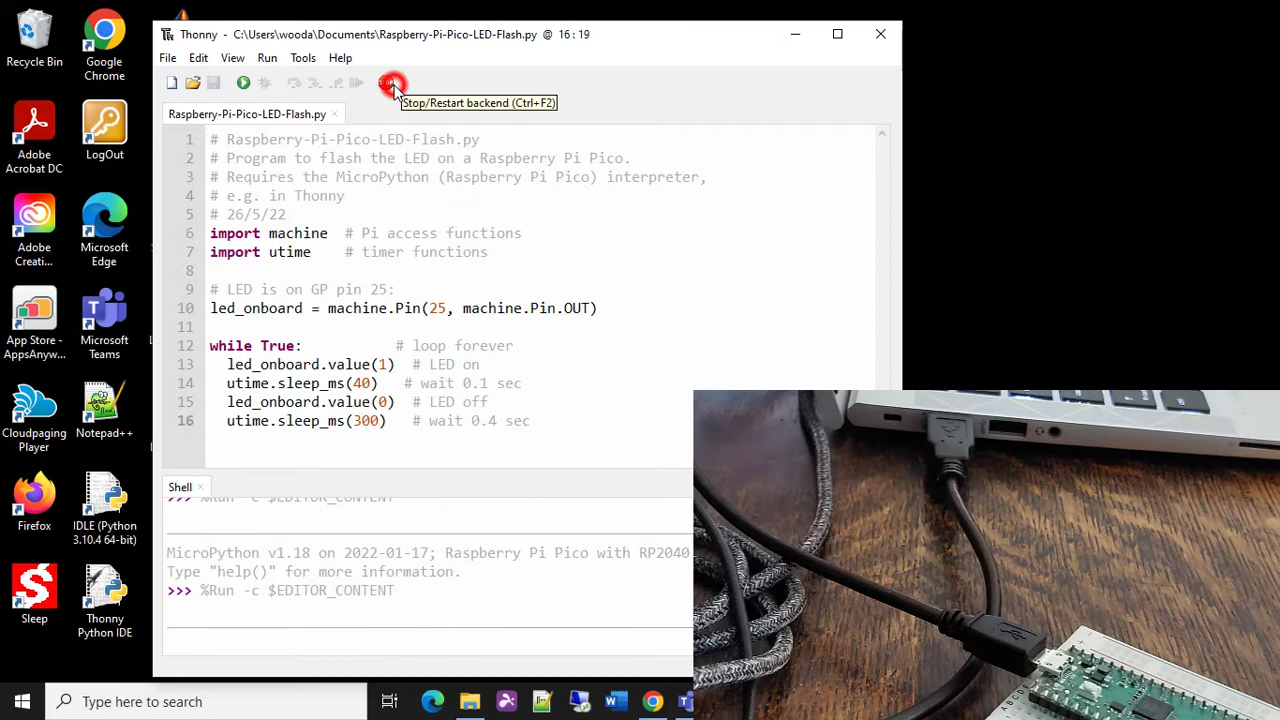 Thonny - C:\Users\wooda\Documents\Raspberry-Pi-Pico-LED-Flash.py @ 16 : 19
File Edit View Run Tools Help
Stop/Restart backend (Ctrl+F2)
Raspberry-Pi-Pico-LED-Flash.py
1 # Raspberry-Pi-Pico-LED-Flash.py
2 # Program to flash the LED on a Raspberry Pi Pico.
3 # Requires the MicroPython (Raspberry Pi Pico) interpreter,
4 # e.g. in Thonny
5 # 26/5/22
6 import machine # Pi access functions
7 import utime # timer functions
8
9 # LED is on GP pin 25:
10 led_onboard = machine.Pin(25, machine.Pin.OUT)
11
12 while True: # loop forever
13 led_onboard.value(1) # LED on
14 utime.sleep_ms(40) # wait 0.1 sec
15 led_onboard.value(0) # LED off
16 utime.sleep_ms(300) # wait 0.4 sec
Shell
>>> %Run -c $EDITOR_CONTENT
MicroPython v1.18 on 2022-01-17; Raspberry Pi Pico with RP2040
Type "help()" for more information.
>>> %Run -c $EDITOR_CONTENT
Recycle Bin
Google
Chrome
Adobe
Acrobat DC
LogOut
Adobe
Creati...
Microsoft
Edge
App Store -
AppsAnyw...
Microsoft
Teams
Cloudpaging
Player
Notepad++
Firefox
IDLE (Python
3.10.4 64-bit)
Sleep
Thonny
Python IDE
Type here to search